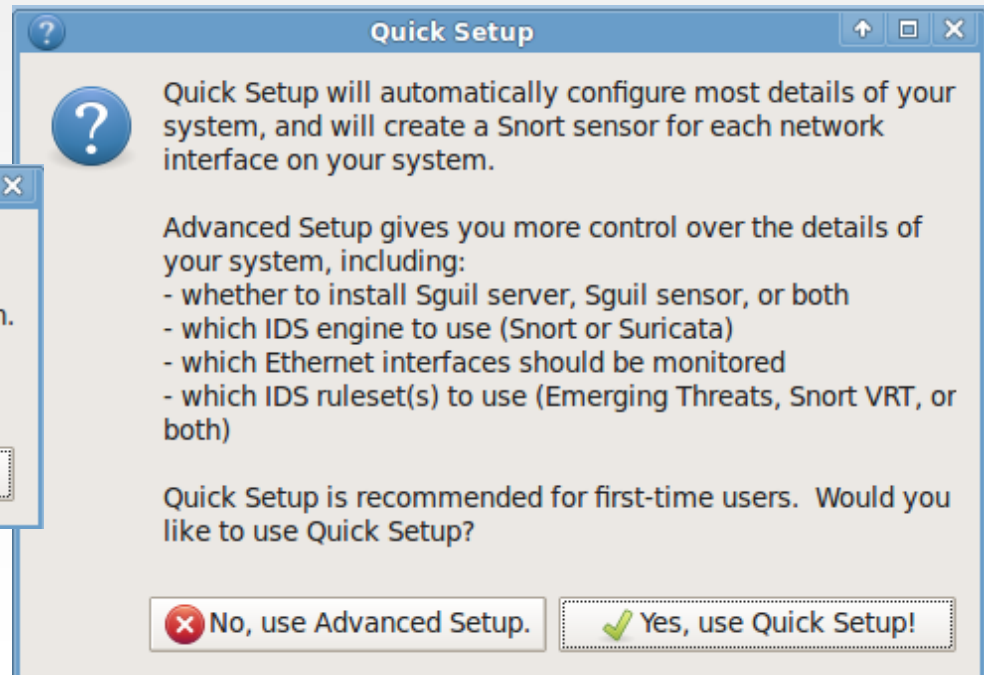 Quick Setup
Quick Setup will automatically configure most details of your
system, and will create a Snort sensor for each network
interface on your system.
Advanced Setup gives you more control over the details of
your system, including:
- whether to install Sguil server, Sguil sensor, or both
- which IDS engine to use (Snort or Suricata)
- which Ethernet interfaces should be monitored
- which IDS ruleset(s) to use (Emerging Threats, Snort VRT, or
both)
Quick Setup is recommended for first-time users.  Would you
like to use Quick Setup?
No, use Advanced Setup.
Yes, use Quick Setup!